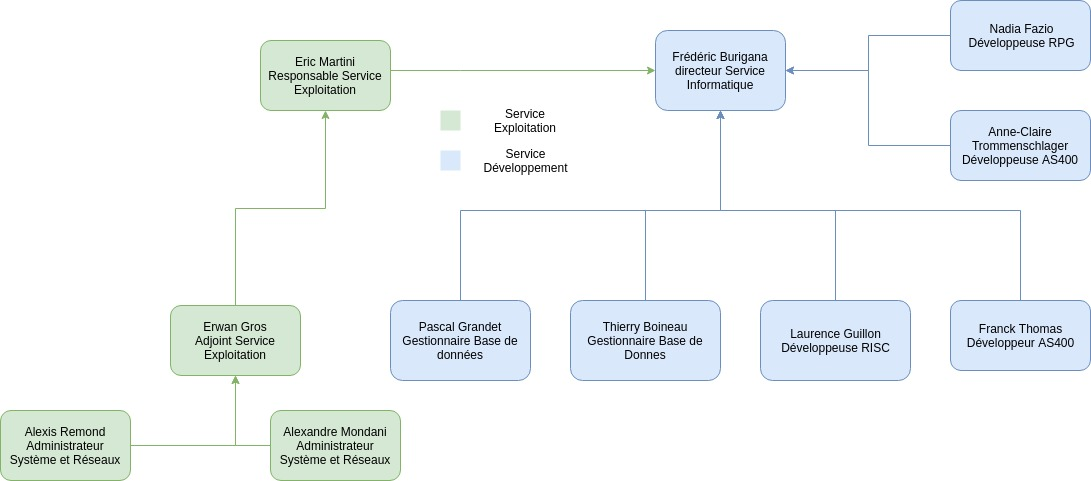 Nadia Fazio
Développeuse RPG
Eric Martini
Responsable Service
Exploitation
Frédéric Burigana
directeur Service
Informatique
Service
Exploitation
Service
Développement
Anne-Claire
Trommenschlager
Développeuse AS400
Erwan Gros
Adjoint Service
Exploitation
Pascal Grandet
Gestionnaire Base de
données
Thierry Boineau
Gestionnaire Base de
Donnes
Laurence Guillon
Développeuse RISC
Franck Thomas
Développeur AS400
Alexis Remond
Administrateur
Système et Réseaux
Alexandre Mondani
Administrateur
Système et Réseaux